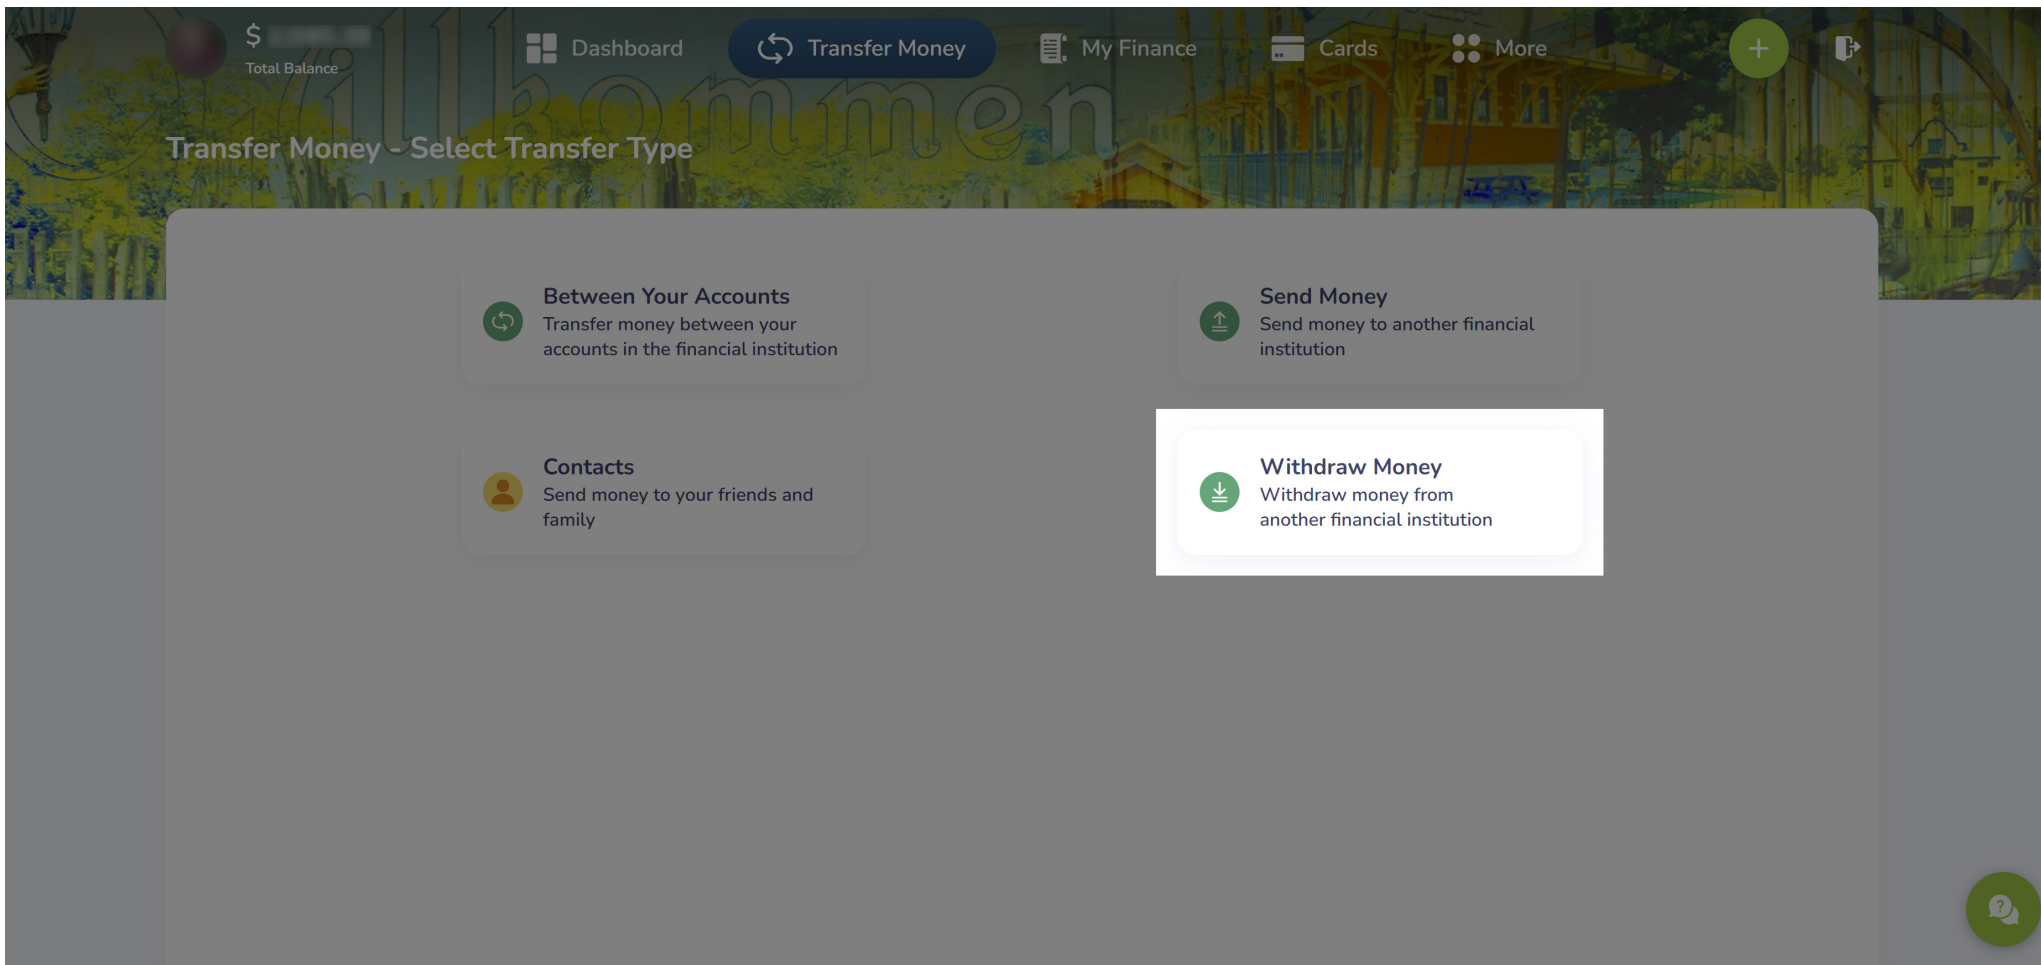 $
Total Balance
Dashboard
Transfer Money
My Finance
Cards
More
Willkommen
Transfer Money - Select Transfer Type
Between Your Accounts
Transfer money between your
accounts in the financial institution
Send Money
Send money to another financial
institution
Contacts
Send money to your friends and
family
Withdraw Money
Withdraw money from
another financial institution